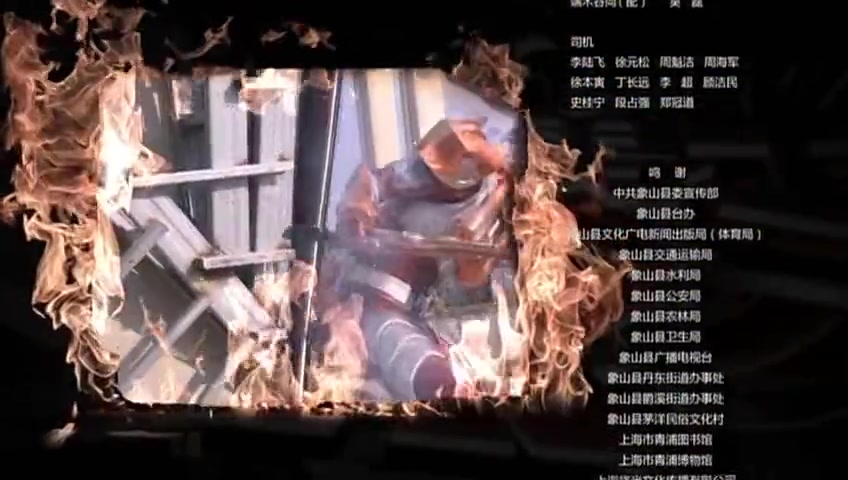 司机
李陆飞 徐元松 周魁洁 周海军
徐本寅 丁长远 李 超 顾洁民
史桂宁 段占强 郑冠道
鸣 谢
中共象山县委宣传部
象山县台办
山县文化广电新闻出版局（体育局）
象山县交通运输局
象山县水利局
象山县公安局
象山县农林局
象山县卫生局
象山县广播电视台
象山县丹东街道办事处
象山县爵溪街道办事处
象山县茅洋民俗文化村
上海市青浦图书馆
上海市青浦博物馆